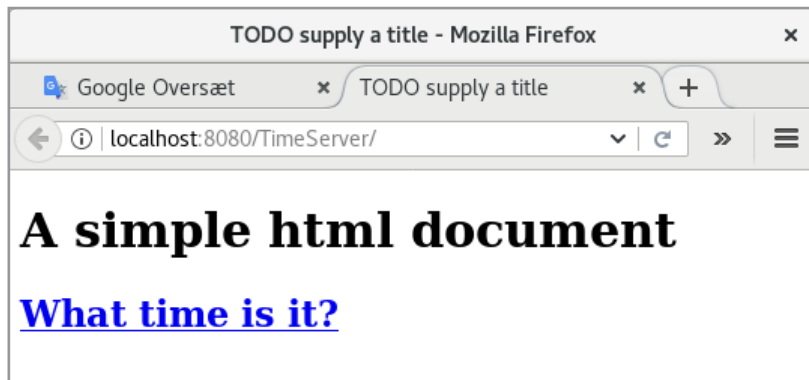 TODO supply a title - Mozilla Firefox
Google Oversæt TODO supply a title
localhost:8080/TimeServer/
A simple html document
What time is it?